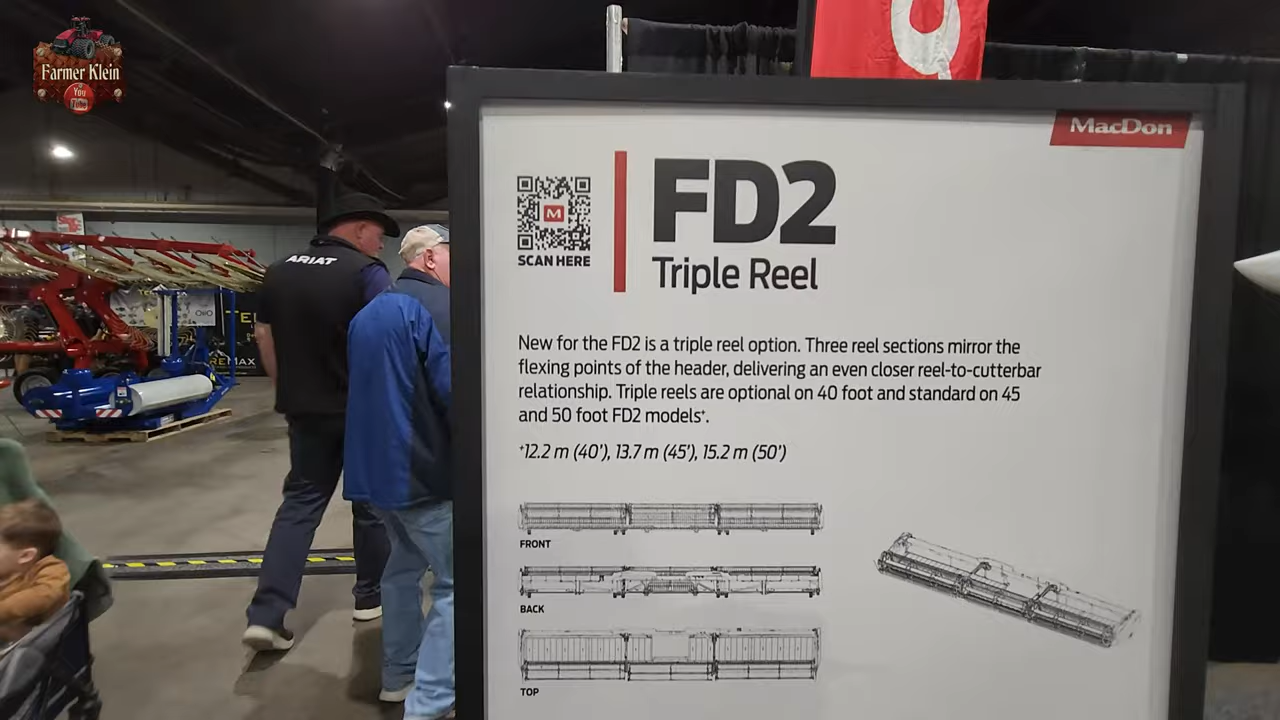 Farmer Klein
You
Tube
MacDon
FD2
Triple Reel
M
SCAN HERE
ARIAT
New for the FD2 is a triple reel option. Three reel sections mirror the
flexing points of the header, delivering an even closer reel-to-cutterbar
relationship. Triple reels are optional on 40 foot and standard on 45
and 50 foot FD2 models⁺.
⁺12.2 m (40'), 13.7 m (45'), 15.2 m (50')
FRONT
BACK
TOP